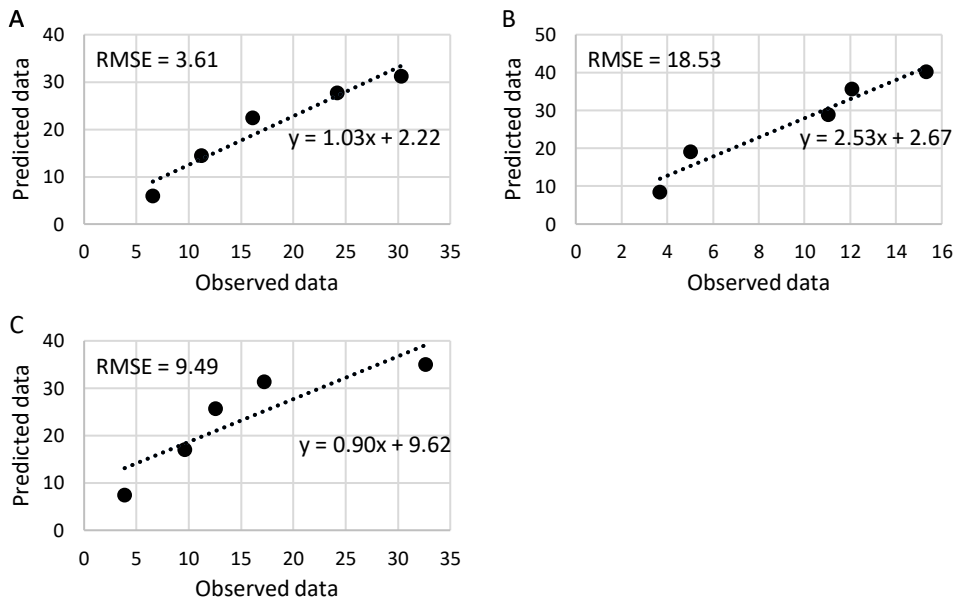 A
40
30
20
10
0
Predicted data
RMSE = 3.61
y = 1.03x + 2.22
0 5 10 15 20 25 30 35
Observed data
B
50
40
30
20
10
0
Predicted data
RMSE = 18.53
y = 2.53x + 2.67
0 2 4 6 8 10 12 14 16
Observed data
C
40
30
20
10
0
Predicted data
RMSE = 9.49
y = 0.90x + 9.62
0 5 10 15 20 25 30 35
Observed data